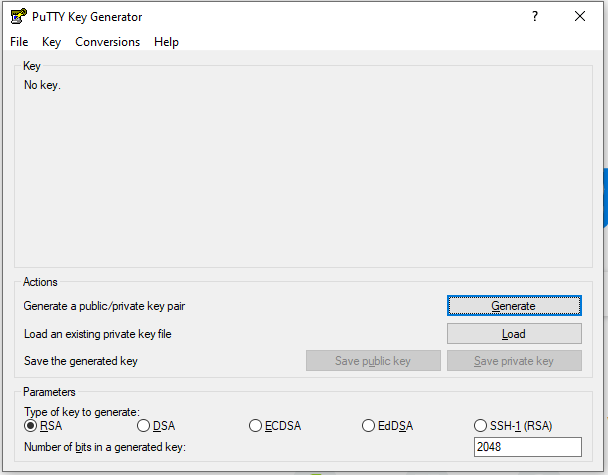 PuTTY Key Generator ?
File Key Conversions Help
Key
No key.
Actions
Generate a public/private key pair Generate
Load an existing private key file Load
Save the generated key Save public key Save private key
Parameters
Type of key to generate:
RSA DSA ECDSA EdDSA SSH-1 (RSA)
Number of bits in a generated key: 2048